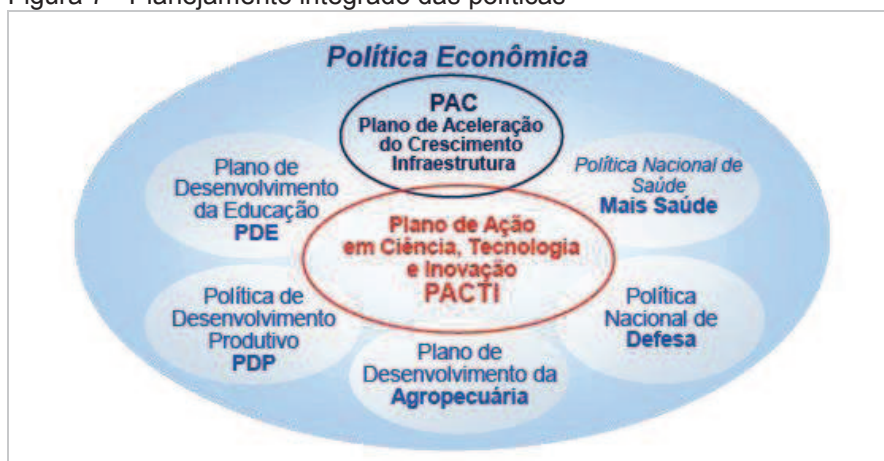 Figura 7 - Planejamento integrado das políticas
Política Econômica
PAC
Plano de Aceleração
do Crescimento
Infraestrutura
Plano de
Desenvolvimento
da Educação
PDE
Política Nacional de
Saúde
Mais Saúde
Plano de Ação
em Ciência, Tecnologia
e Inovação
PACTI
Política de
Desenvolvimento
Produtivo
PDP
Política
Nacional de
Defesa
Plano de
Desenvolvimento da
Agropecuária